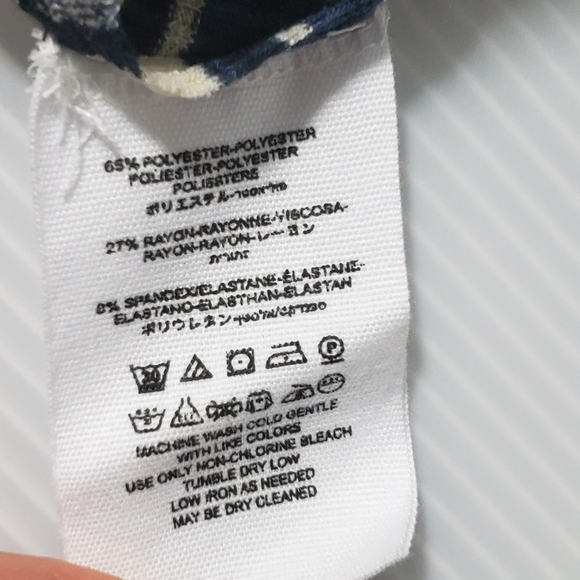 65% POLYESTER-POLYESTER
POLIESTER-POLYESTER
POLIESTERE
ポリエステル-פוליאסטר
27% RAYON-RAYONNE-VISCOSA-
RAYON-RAYON-レーヨン
8% SPANDEX/ELASTANE-ÉLASTANE-
ELASTANO-ELASTHAN-ELASTAN
ポリウレタン-
30
P
MACHINE WASH COLD GENTLE
WITH LIKE COLORS
USE ONLY NON-CHLORINE BLEACH
TUMBLE DRY LOW
LOW IRON AS NEEDED
MAY BE DRY CLEANED